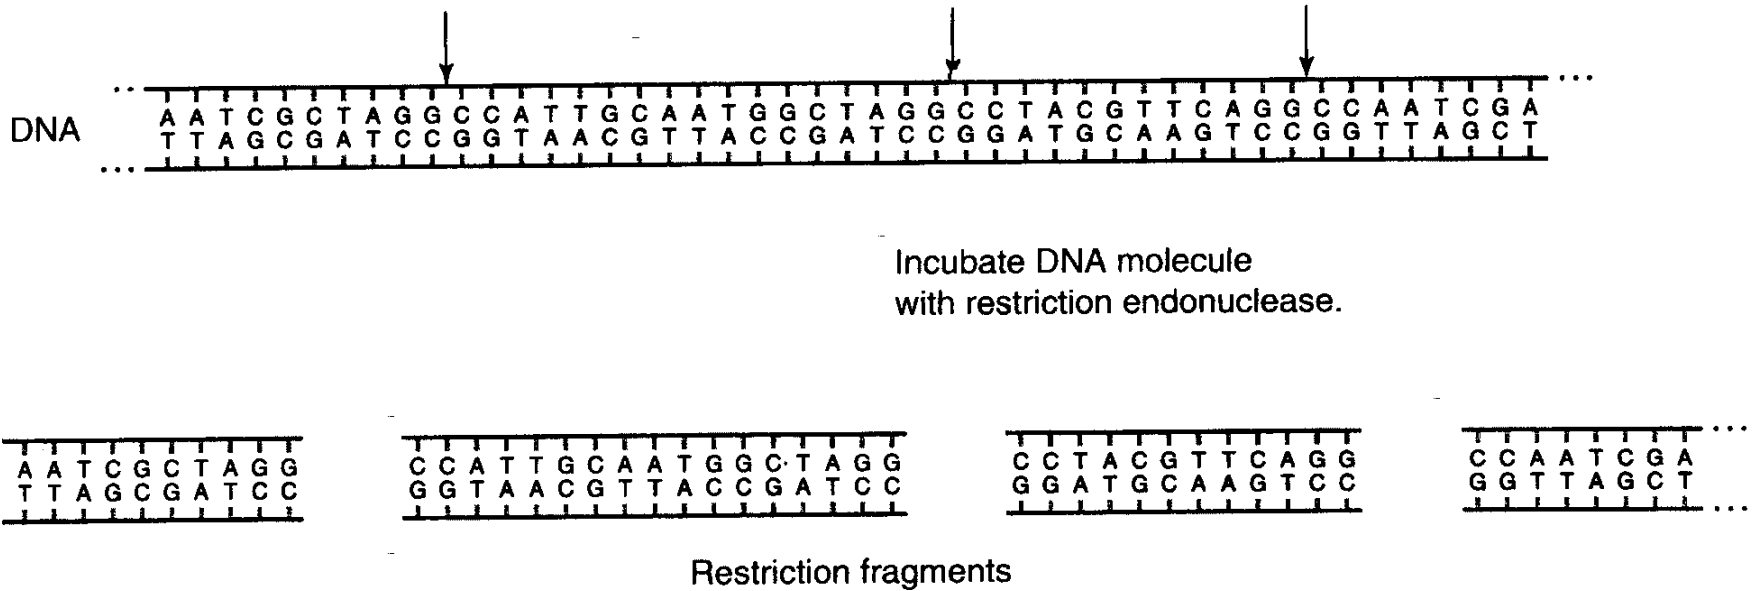 AATCGCTAGGCCATTGCAATGGCTAGGCCTACGTTCAGGCCAATCGA ...
DNA
TTAGCGATCCGGTAACGTTACCGATCCGGATGCAAGTCCGGTTAGCT
Incubate DNA molecule
with restriction endonuclease.
AATCGCTAGG CCATTGCAATGGCTAGG CCTACGTTCAGG CCAATCGA ...
TTAGCGATCC GGTAACGTTACCGATCC GGATGCAAGTCC GGTTAGCT ...
Restriction fragments